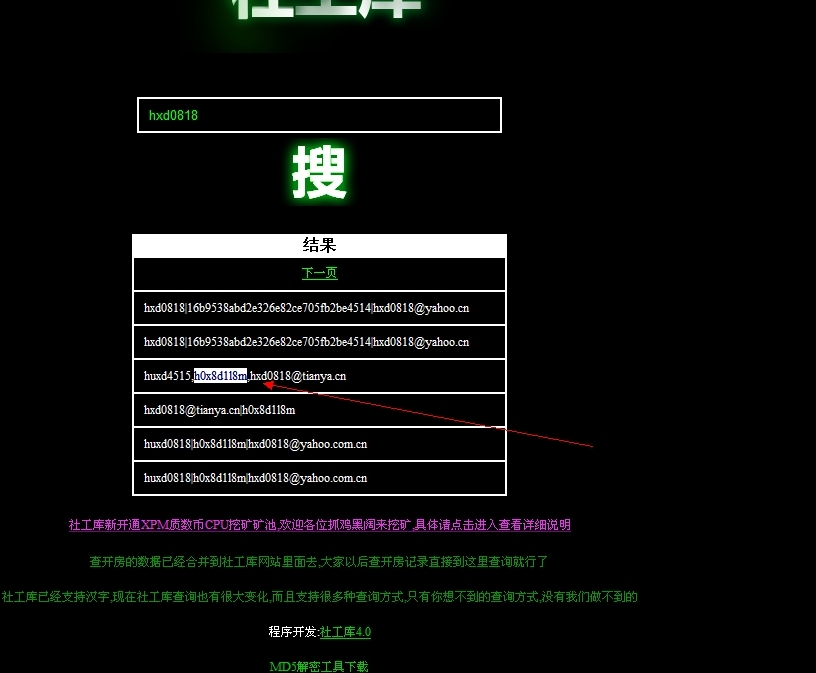 社工库
hxd0818
搜
结果
下一页
hxd0818|16b9538abd2e326e82ce705fb2be4514|hxd0818@yahoo.cn
hxd0818|16b9538abd2e326e82ce705fb2be4514|hxd0818@yahoo.cn
huxd4515,h0x8d1l8m,hxd0818@tianya.cn
hxd0818@tianya.cn|h0x8d1l8m
huxd0818|h0x8d1l8m|hxd0818@yahoo.com.cn
huxd0818|h0x8d1l8m|hxd0818@yahoo.com.cn
社工库新开通XPM质数币CPU挖矿矿池,欢迎各位抓鸡黑阔来挖矿,具体请点击进入查看详细说明
查开房的数据已经合并到社工库网站里面去,大家以后查开房记录直接到这里查询就行了
社工库已经支持汉字,现在社工库查询也有很大变化,而且支持很多种查询方式,只有你想不到的查询方式,没有我们做不到的
程序开发:社工库4.0
MD5解密工具下载